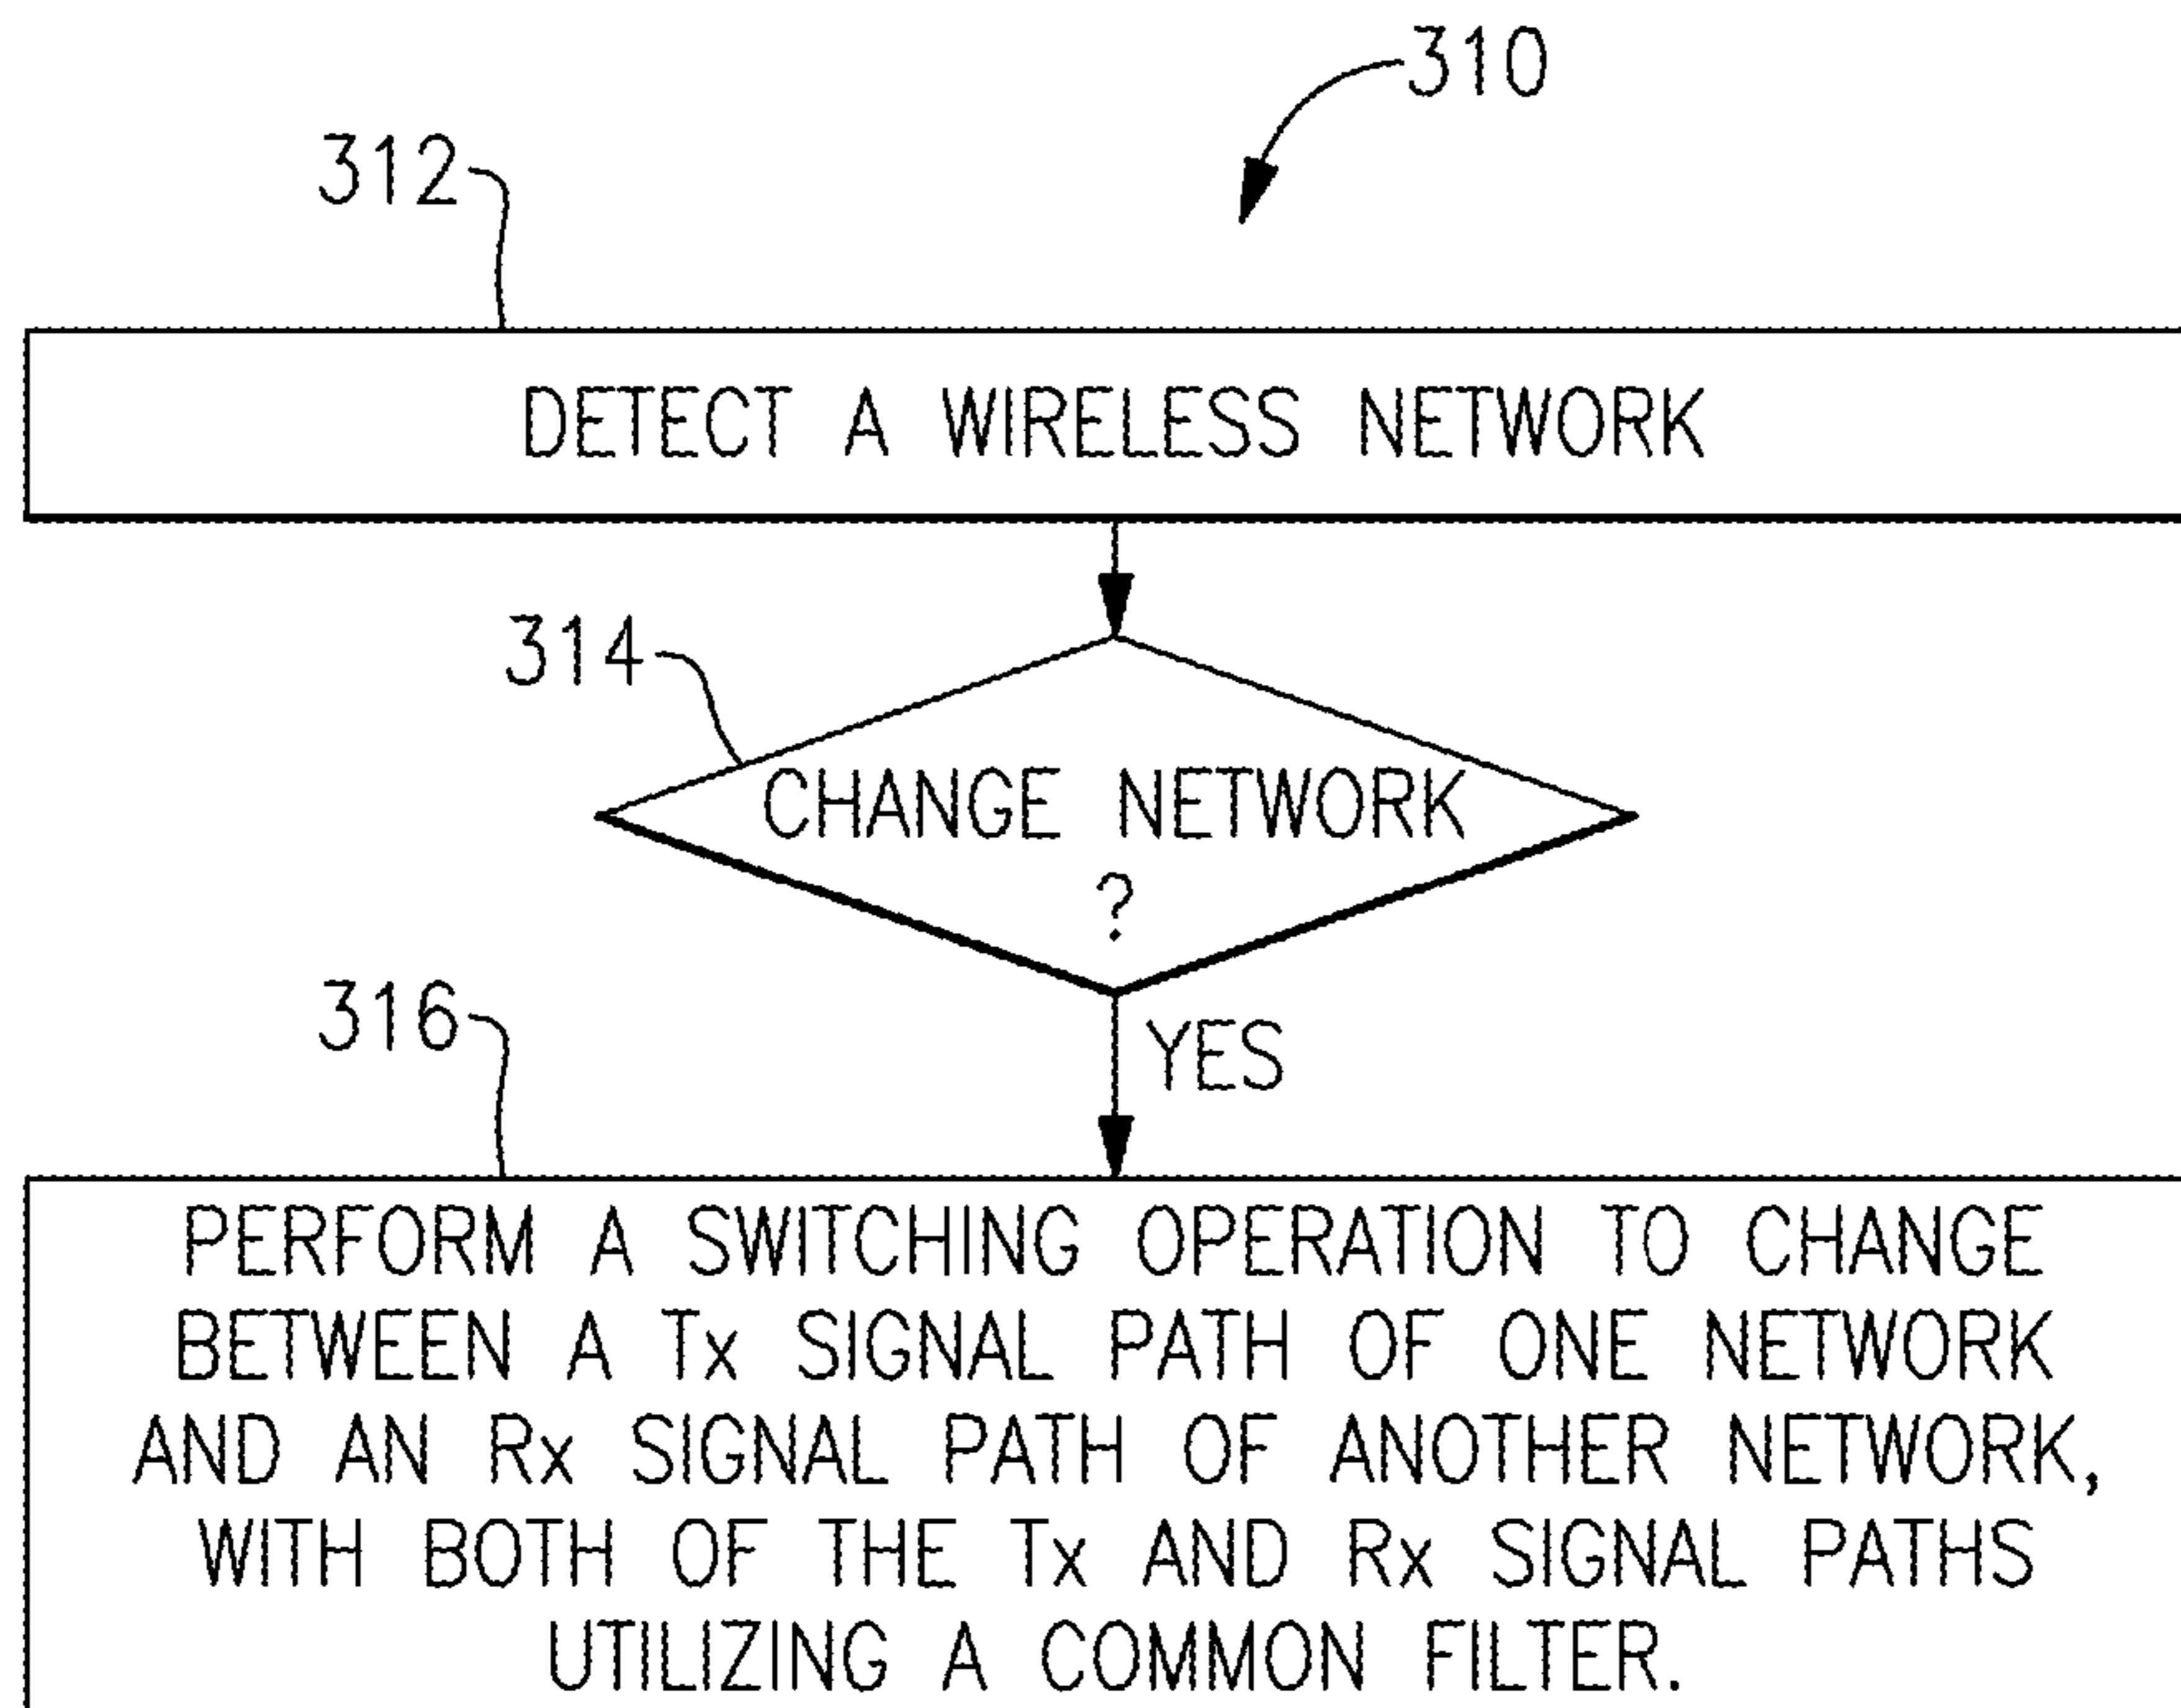 310
312
DETECT A WIRELESS NETWORK
314
CHANGE NETWORK
?
316
YES
PERFORM A SWITCHING OPERATION TO CHANGE
BETWEEN A Tx SIGNAL PATH OF ONE NETWORK
AND AN Rx SIGNAL PATH OF ANOTHER NETWORK,
WITH BOTH OF THE Tx AND Rx SIGNAL PATHS
UTILIZING A COMMON FILTER.